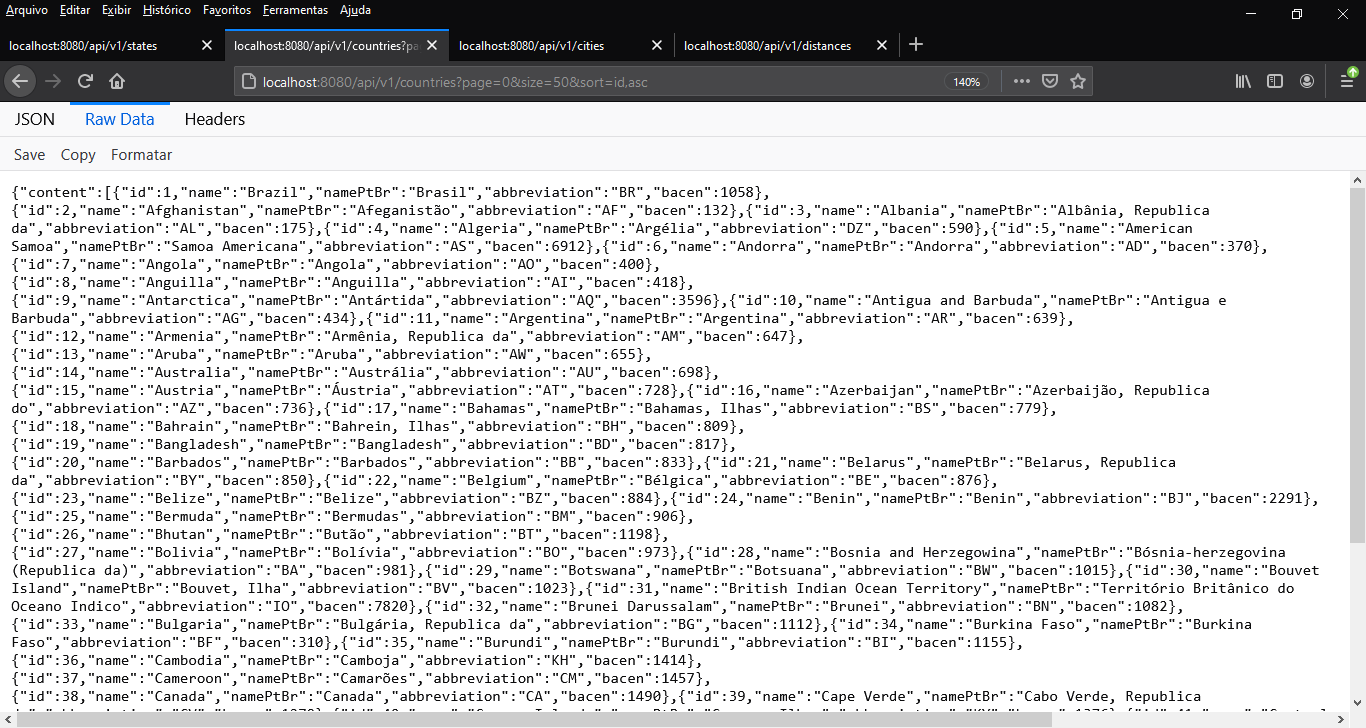 Arquivo Editar Exibir Histórico Favoritos Ferramentas Ajuda
localhost:8080/api/v1/states localhost:8080/api/v1/countries?pa localhost:8080/api/v1/cities localhost:8080/api/v1/distances
localhost:8080/api/v1/countries?page=0&size=50&sort=id,asc 140%
JSON Raw Data Headers
Save Copy Formatar
{"content":[{"id":1,"name":"Brazil","namePtBr":"Brasil","abbreviation":"BR","bacen":1058},
{"id":2,"name":"Afghanistan","namePtBr":"Afeganistão","abbreviation":"AF","bacen":132},{"id":3,"name":"Albania","namePtBr":"Albânia, Republica
da","abbreviation":"AL","bacen":175},{"id":4,"name":"Algeria","namePtBr":"Argélia","abbreviation":"DZ","bacen":590},{"id":5,"name":"American
Samoa","namePtBr":"Samoa Americana","abbreviation":"AS","bacen":6912},{"id":6,"name":"Andorra","namePtBr":"Andorra","abbreviation":"AD","bacen":370},
{"id":7,"name":"Angola","namePtBr":"Angola","abbreviation":"AO","bacen":400},
{"id":8,"name":"Anguilla","namePtBr":"Anguilla","abbreviation":"AI","bacen":418},
{"id":9,"name":"Antarctica","namePtBr":"Antártida","abbreviation":"AQ","bacen":3596},{"id":10,"name":"Antigua and Barbuda","namePtBr":"Antigua e
Barbuda","abbreviation":"AG","bacen":434},{"id":11,"name":"Argentina","namePtBr":"Argentina","abbreviation":"AR","bacen":639},
{"id":12,"name":"Armenia","namePtBr":"Armênia, Republica da","abbreviation":"AM","bacen":647},
{"id":13,"name":"Aruba","namePtBr":"Aruba","abbreviation":"AW","bacen":655},
{"id":14,"name":"Australia","namePtBr":"Austrália","abbreviation":"AU","bacen":698},
{"id":15,"name":"Austria","namePtBr":"Áustria","abbreviation":"AT","bacen":728},{"id":16,"name":"Azerbaijan","namePtBr":"Azerbaijão, Republica
do","abbreviation":"AZ","bacen":736},{"id":17,"name":"Bahamas","namePtBr":"Bahamas, Ilhas","abbreviation":"BS","bacen":779},
{"id":18,"name":"Bahrain","namePtBr":"Bahrein, Ilhas","abbreviation":"BH","bacen":809},
{"id":19,"name":"Bangladesh","namePtBr":"Bangladesh","abbreviation":"BD","bacen":817},
{"id":20,"name":"Barbados","namePtBr":"Barbados","abbreviation":"BB","bacen":833},{"id":21,"name":"Belarus","namePtBr":"Belarus, Republica
da","abbreviation":"BY","bacen":850},{"id":22,"name":"Belgium","namePtBr":"Bélgica","abbreviation":"BE","bacen":876},
{"id":23,"name":"Belize","namePtBr":"Belize","abbreviation":"BZ","bacen":884},{"id":24,"name":"Benin","namePtBr":"Benin","abbreviation":"BJ","bacen":2291},
{"id":25,"name":"Bermuda","namePtBr":"Bermudas","abbreviation":"BM","bacen":906},
{"id":26,"name":"Bhutan","namePtBr":"Butão","abbreviation":"BT","bacen":1198},
{"id":27,"name":"Bolivia","namePtBr":"Bolívia","abbreviation":"BO","bacen":973},{"id":28,"name":"Bosnia and Herzegowina","namePtBr":"Bósnia-herzegovina
(Republica da)","abbreviation":"BA","bacen":981},{"id":29,"name":"Botswana","namePtBr":"Botsuana","abbreviation":"BW","bacen":1015},{"id":30,"name":"Bouvet
Island","namePtBr":"Bouvet, Ilha","abbreviation":"BV","bacen":1023},{"id":31,"name":"British Indian Ocean Territory","namePtBr":"Território Britânico do
Oceano Indico","abbreviation":"IO","bacen":7820},{"id":32,"name":"Brunei Darussalam","namePtBr":"Brunei","abbreviation":"BN","bacen":1082},
{"id":33,"name":"Bulgaria","namePtBr":"Bulgária, Republica da","abbreviation":"BG","bacen":1112},{"id":34,"name":"Burkina Faso","namePtBr":"Burkina
Faso","abbreviation":"BF","bacen":310},{"id":35,"name":"Burundi","namePtBr":"Burundi","abbreviation":"BI","bacen":1155},
{"id":36,"name":"Cambodia","namePtBr":"Camboja","abbreviation":"KH","bacen":1414},
{"id":37,"name":"Cameroon","namePtBr":"Camarões","abbreviation":"CM","bacen":1457},
{"id":38,"name":"Canada","namePtBr":"Canada","abbreviation":"CA","bacen":1490},{"id":39,"name":"Cape Verde","namePtBr":"Cabo Verde, Republica